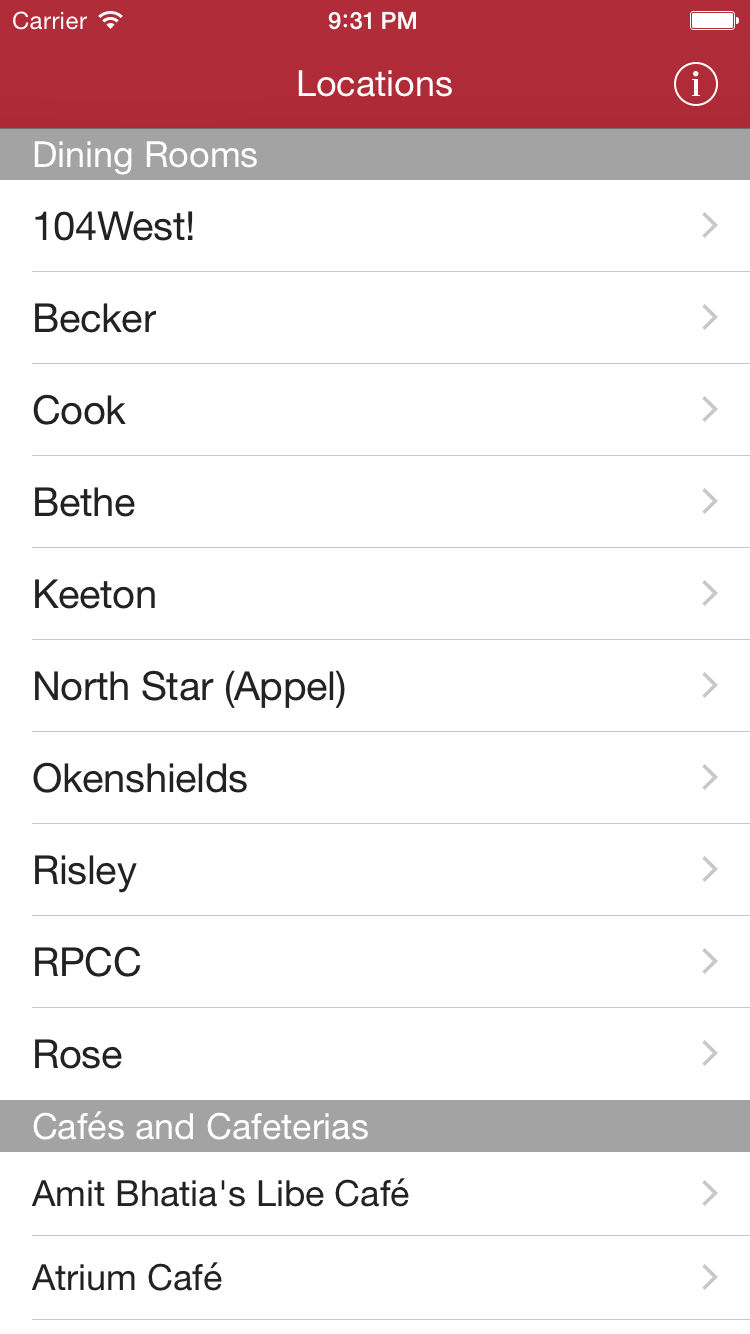 Carrier 9:31 PM
Locations
Dining Rooms
104West!
Becker
Cook
Bethe
Keeton
North Star (Appel)
Okenshields
Risley
RPCC
Rose
Cafés and Cafeterias
Amit Bhatia's Libe Café
Atrium Café